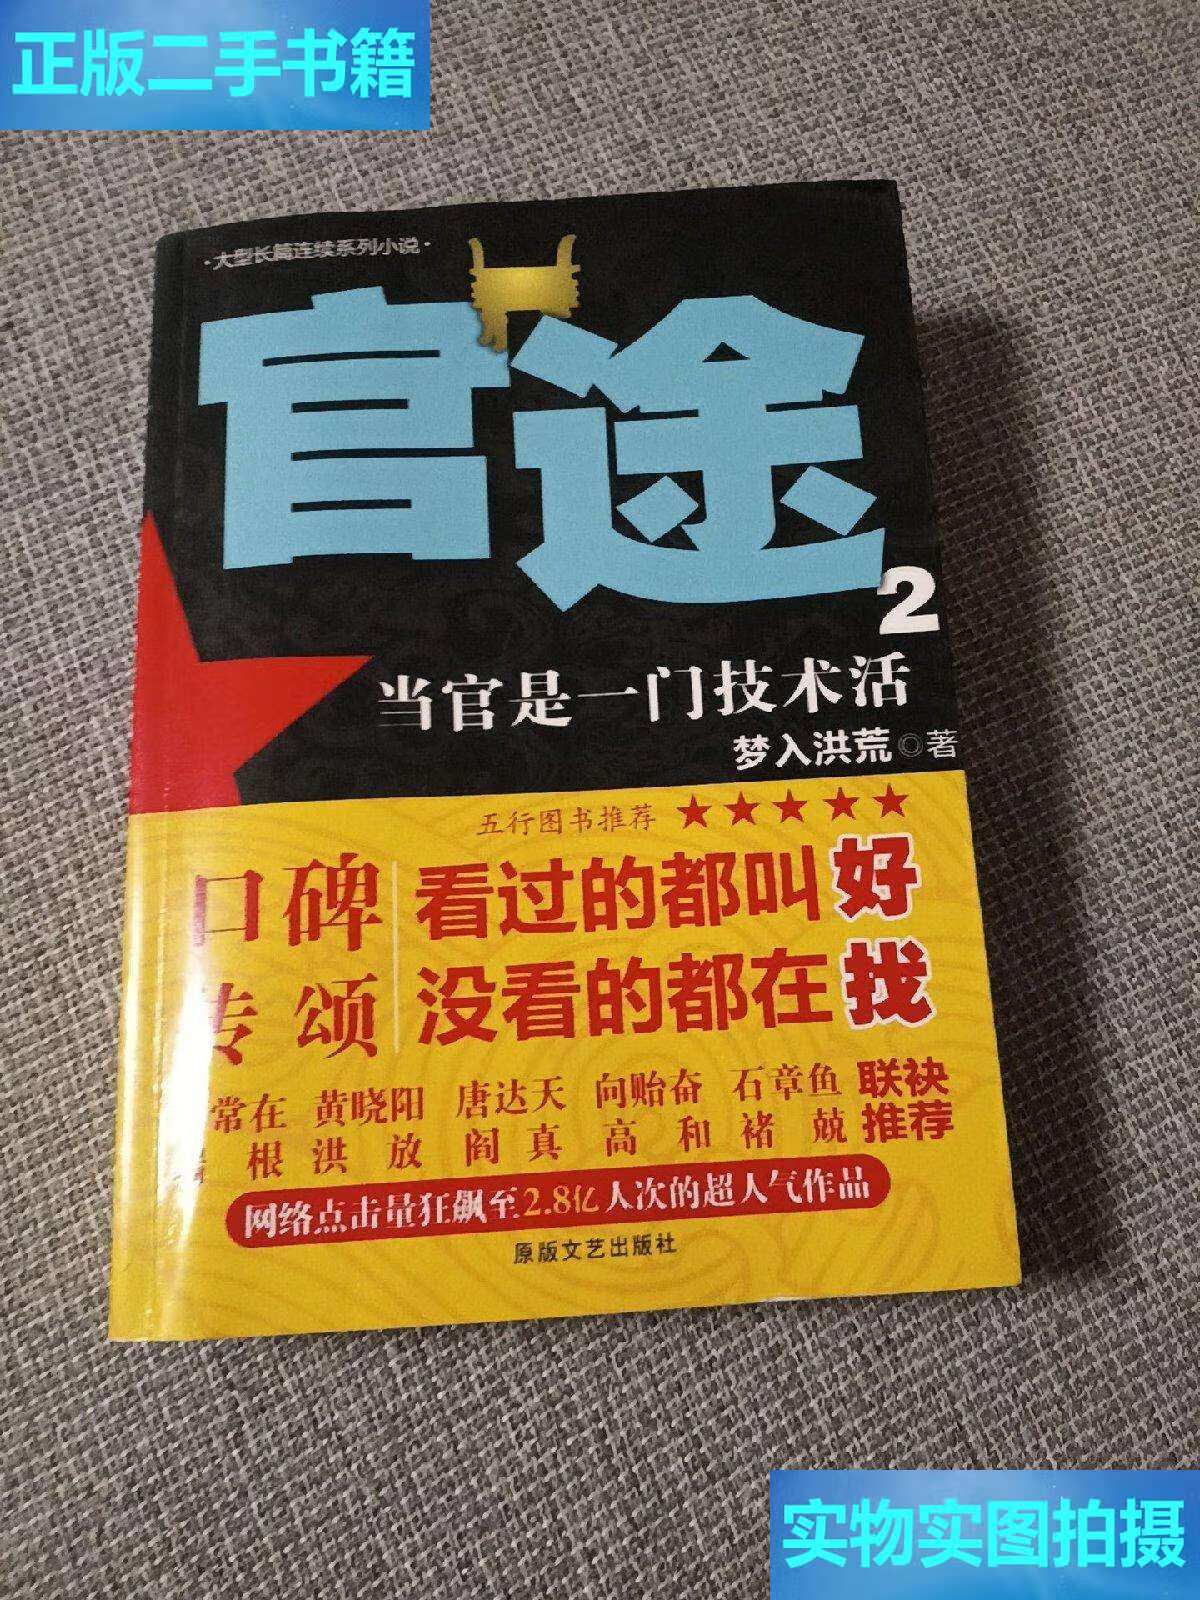 正版二手书籍
·大型长篇连续系列小说·
官途2
当官是一门技术活
梦入洪荒◎著
五行图书推荐 ★★★★★
口碑
专颂
看过的都叫好
没看的都在找
常在 黄晓阳 唐达天 向贻奋 石章鱼
根 洪放 阎真 高和 褚兢
联袂
推荐
网络点击量狂飙至2.8亿人次的超人气作品
原版文艺出版社
实物实图拍摄